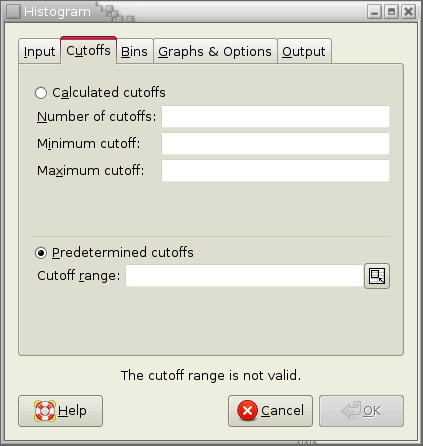 Histogram
Input Cutoffs Bins Graphs & Options Output
Calculated cutoffs
Number of cutoffs:
Minimum cutoff:
Maximum cutoff:
Predetermined cutoffs
Cutoff range:
The cutoff range is not valid.
Help Cancel OK